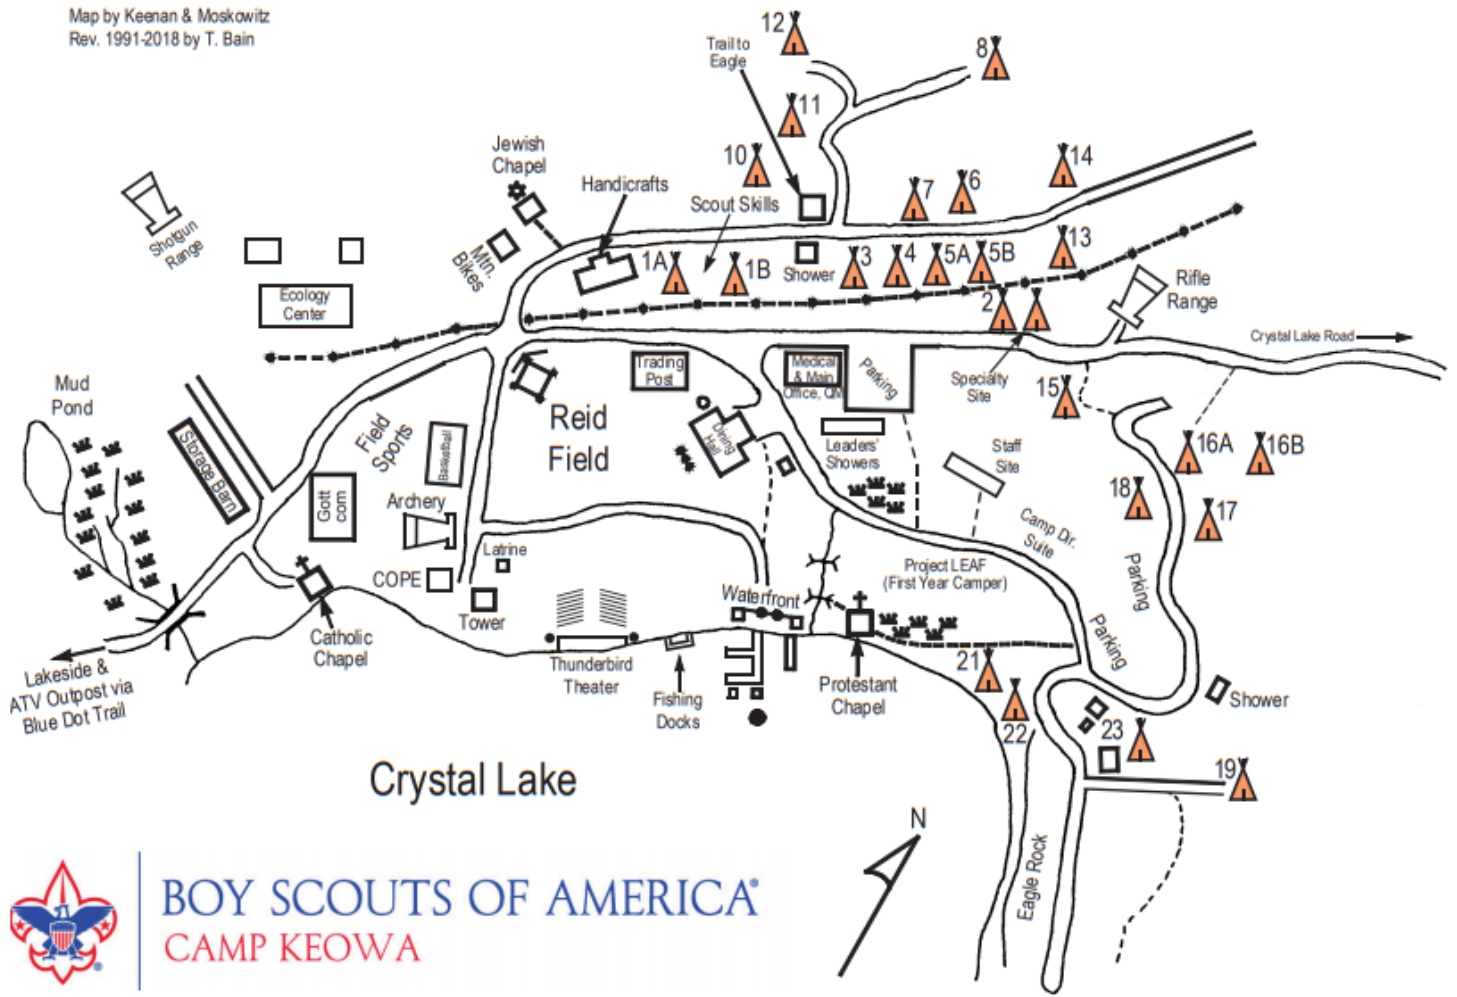 Map by Keenan & Moskowitz
Rev. 1991-2018 by T. Bain
12
Trail to
Eagle
8
11
Jewish
Chapel
10
14
Handicrafts
7
6
Scout Skills
Shotgun
Range
Mtn.
Bikes
1A
1B
Shower
3
4
5A
5B
13
Rifle
Range
Ecology
Center
2
Crystal Lake Road
Trading
Post
Medical
& Main
Office, QM
Parking
Specialty
Site
15
Mud
Pond
Reid
Field
Field
Sports
Basketball
Dining
Hall
Leaders'
Showers
Staff
Site
16A
16B
Storage Barn
Gott
com
Archery
18
17
Camp Dir.
Suite
Latrine
COPE
Project LEAF
(First Year Camper)
Parking
Tower
Waterfront
Parking
Catholic
Chapel
Thunderbird
Theater
21
Lakeside &
ATV Outpost via
Blue Dot Trail
Fishing
Docks
Protestant
Chapel
Shower
22
23
19
Crystal Lake
N
Eagle Rock
BOY SCOUTS OF AMERICA®
CAMP KEOWA